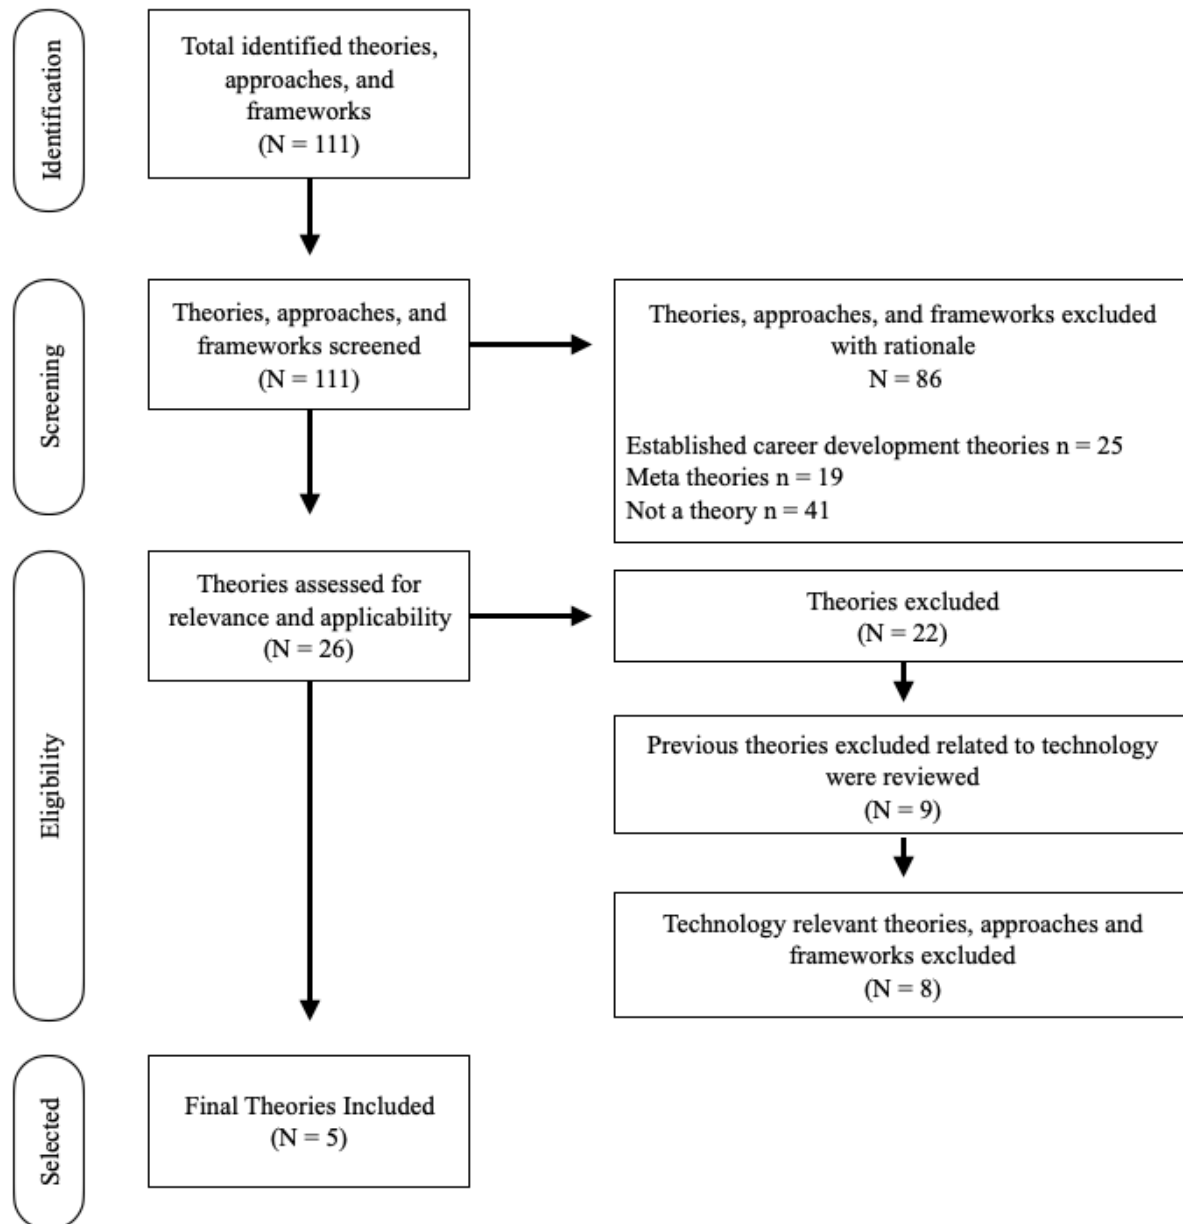 Identification
Total identified theories,
approaches, and
frameworks
(N = 111)
Screening
Theories, approaches, and
frameworks screened
(N = 111)
Theories, approaches, and frameworks excluded
with rationale
N = 86
Established career development theories n = 25
Meta theories n = 19
Not a theory n = 41
Eligibility
Theories assessed for
relevance and applicability
(N = 26)
Theories excluded
(N = 22)
Previous theories excluded related to technology
were reviewed
(N = 9)
Technology relevant theories, approaches and
frameworks excluded
(N = 8)
Selected
Final Theories Included
(N = 5)